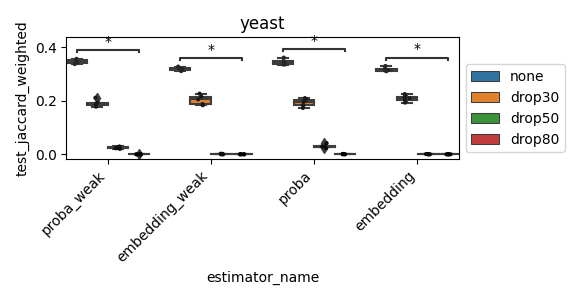 yeast
test_jaccard_weighted
0.4
0.2
0.0
*
*
*
*
proba_weak
embedding_weak
proba
embedding
estimator_name
none
drop30
drop50
drop80